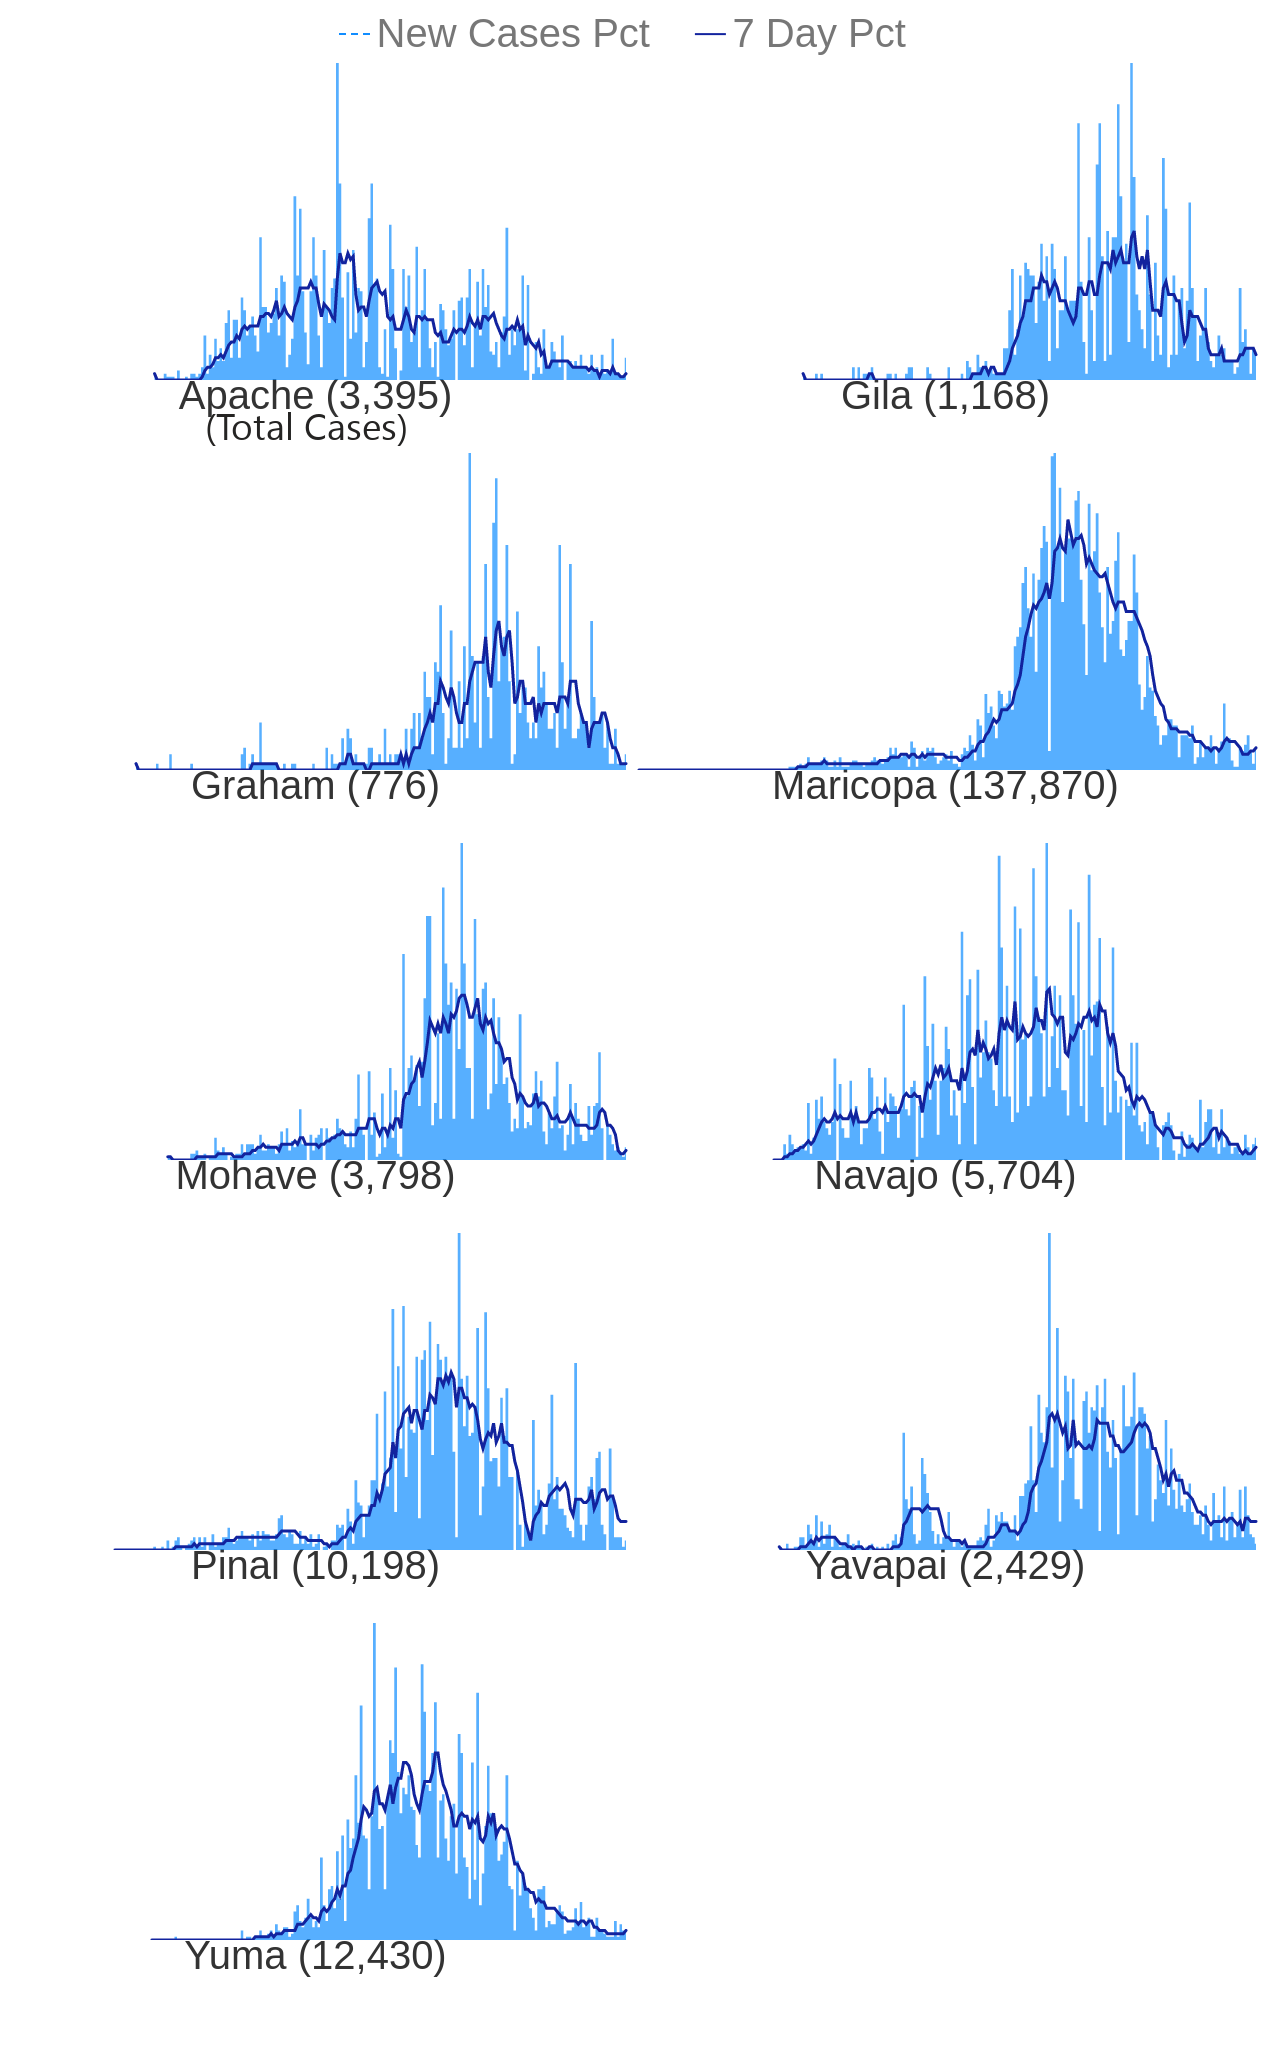 New Cases Pct 7 Day Pct
Apache (3,395) Gila (1,168)
(Total Cases)
Graham (776) Maricopa (137,870)
Mohave (3,798) Navajo (5,704)
Pinal (10,198) Yavapai (2,429)
Yuma (12,430)